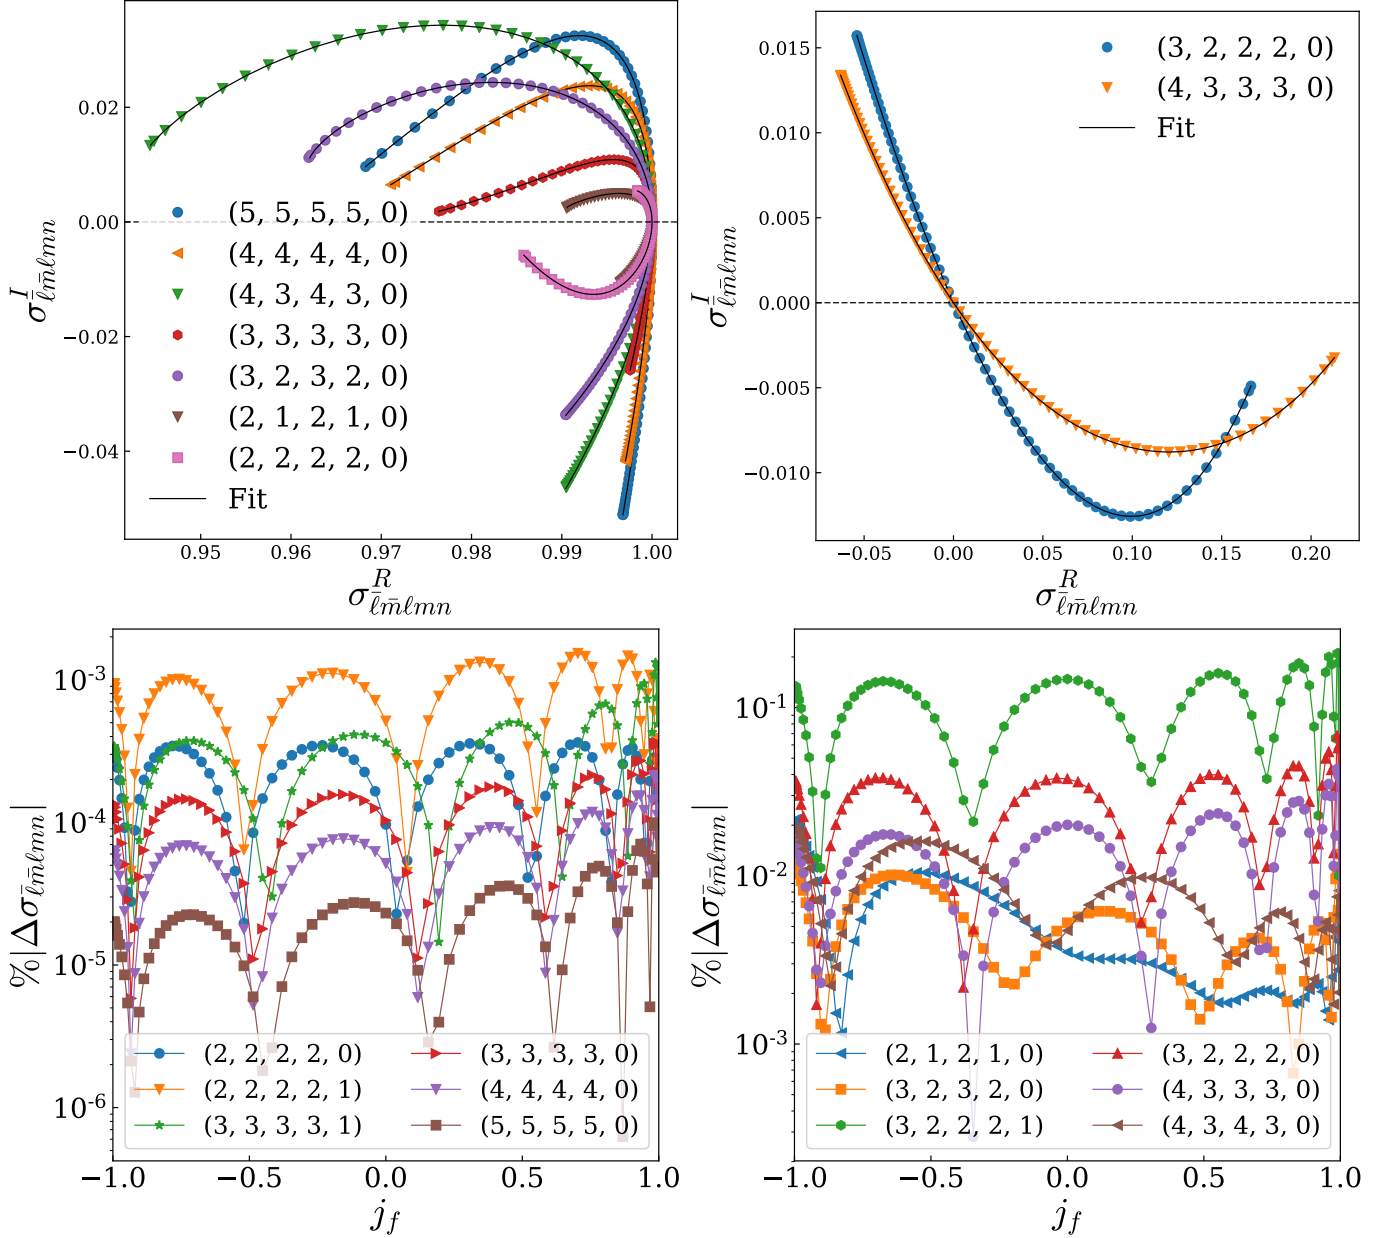 0.02
0.00
−0.02
−0.04
0.95
0.96
0.97
0.98
0.99
1.00
σ^I_{ℓ̄m̄ℓmn}
σ^R_{ℓ̄m̄ℓmn}
(5, 5, 5, 5, 0)
(4, 4, 4, 4, 0)
(4, 3, 4, 3, 0)
(3, 3, 3, 3, 0)
(3, 2, 3, 2, 0)
(2, 1, 2, 1, 0)
(2, 2, 2, 2, 0)
Fit
0.015
0.010
0.005
0.000
−0.005
−0.010
−0.05
0.00
0.05
0.10
0.15
0.20
σ^I_{ℓ̄m̄ℓmn}
σ^R_{ℓ̄m̄ℓmn}
(3, 2, 2, 2, 0)
(4, 3, 3, 3, 0)
Fit
10^{-3}
10^{-4}
10^{-5}
10^{-6}
−1.0
−0.5
0.0
0.5
1.0
%|Δσ_{ℓ̄m̄ℓmn}|
j_f
(2, 2, 2, 2, 0)
(2, 2, 2, 2, 1)
(3, 3, 3, 3, 1)
(3, 3, 3, 3, 0)
(4, 4, 4, 4, 0)
(5, 5, 5, 5, 0)
10^{-1}
10^{-2}
10^{-3}
−1.0
−0.5
0.0
0.5
1.0
%|Δσ_{ℓ̄m̄ℓmn}|
j_f
(2, 1, 2, 1, 0)
(3, 2, 3, 2, 0)
(3, 2, 2, 2, 1)
(3, 2, 2, 2, 0)
(4, 3, 3, 3, 0)
(4, 3, 4, 3, 0)